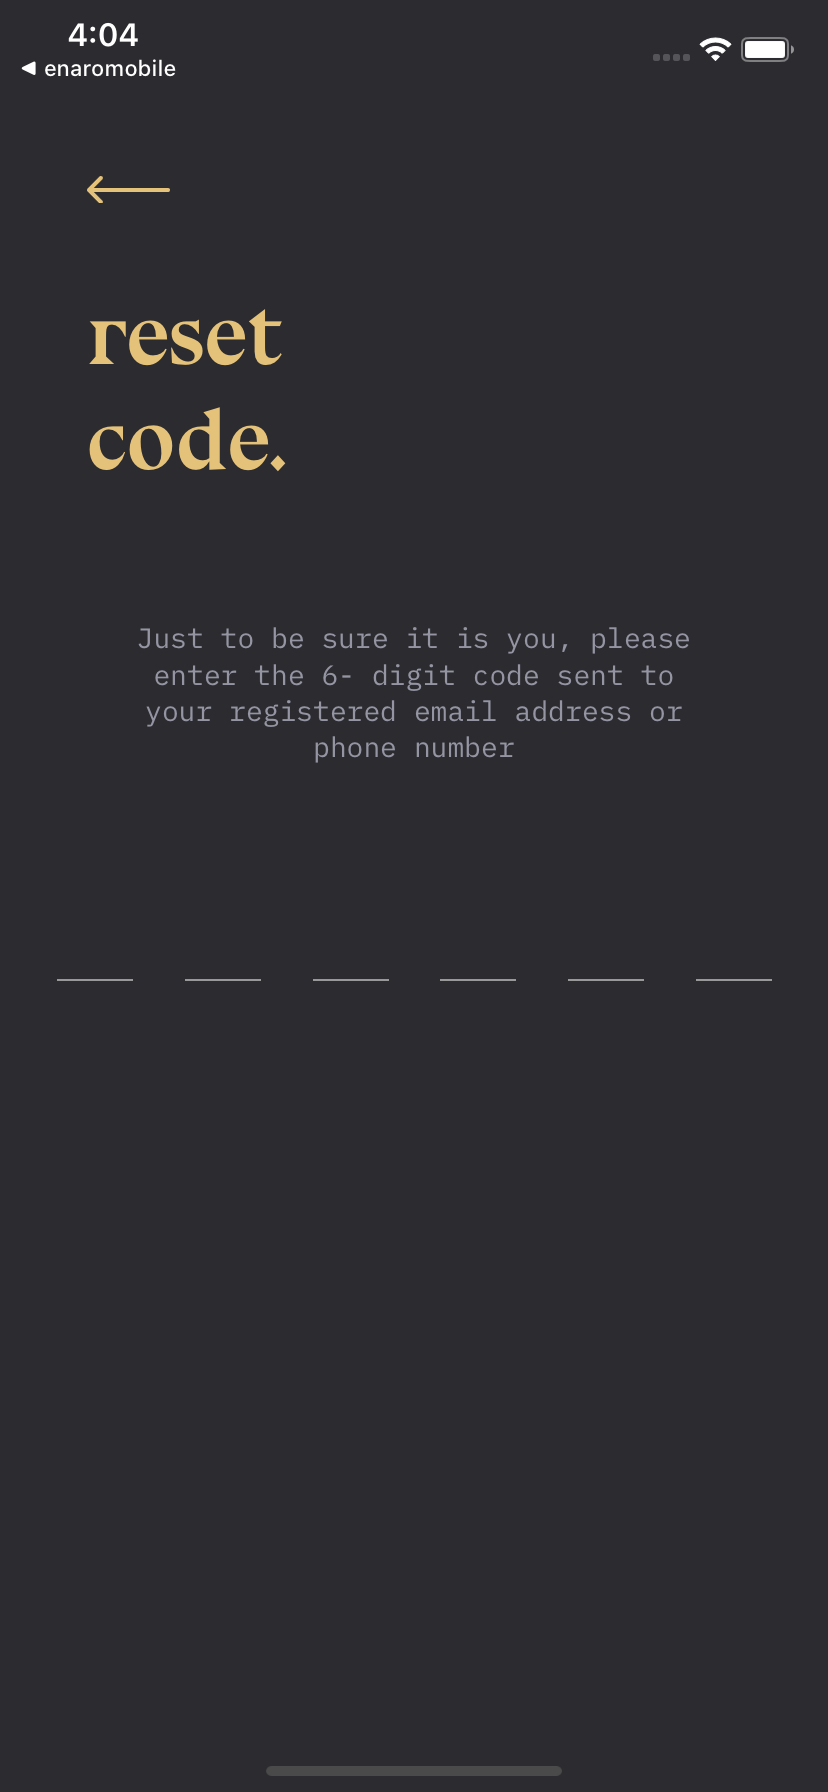 4:04
enaromobile
reset
code.
Just to be sure it is you, please
enter the 6- digit code sent to
your registered email address or
phone number